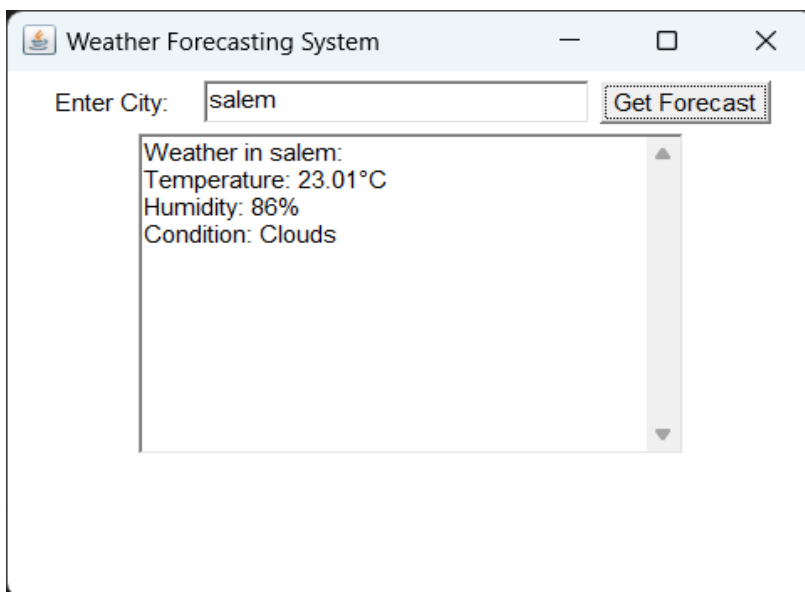 Weather Forecasting System
Enter City: salem Get Forecast
Weather in salem:
Temperature: 23.01°C
Humidity: 86%
Condition: Clouds